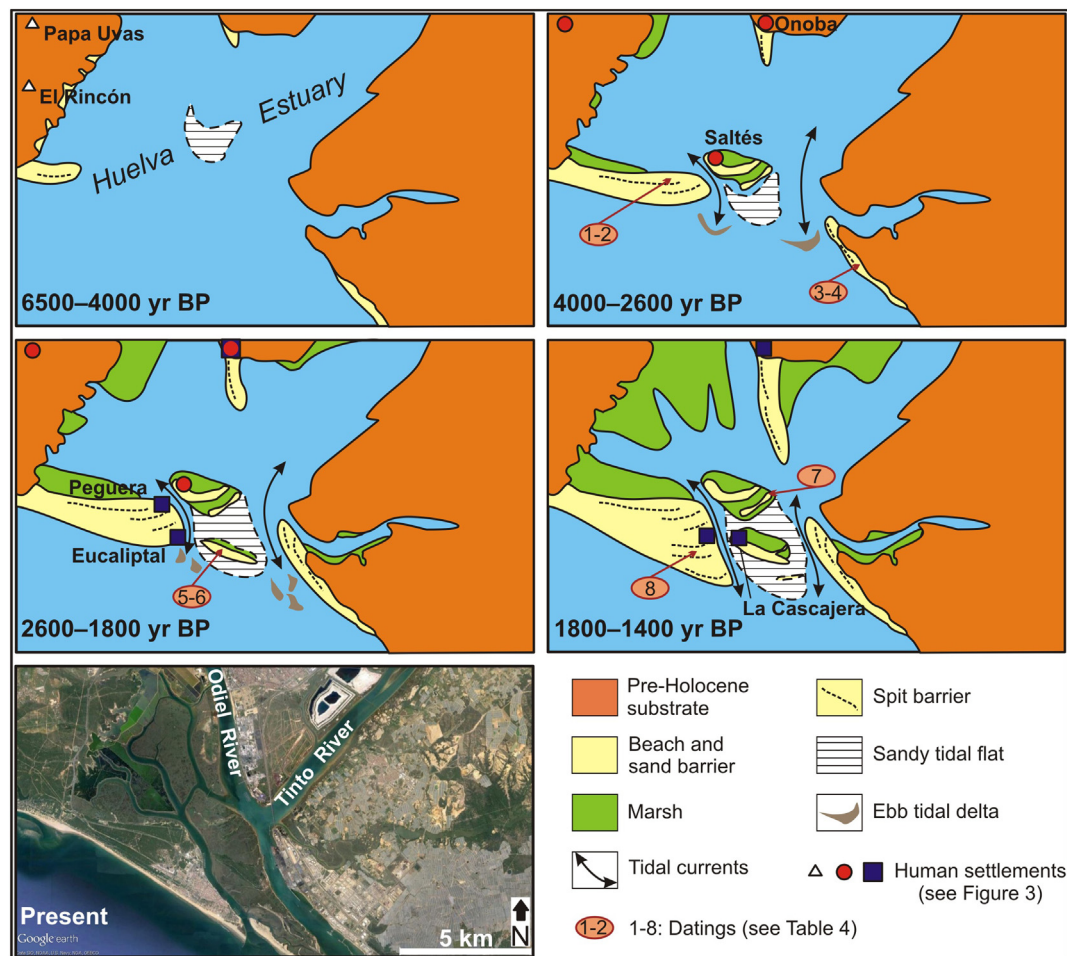 Papa Uvas
El Rincón
Huelva Estuary
6500–4000 yr BP
Onoba
Saltés
1-2
3-4
4000–2600 yr BP
Peguera
Eucaliptal
5-6
2600–1800 yr BP
7
8
La Cascajera
1800–1400 yr BP
Odiel River
Tinto River
Present
Google earth
5 km
N
Pre-Holocene
substrate
Beach and
sand barrier
Marsh
Tidal currents
1-2 1-8: Datings (see Table 4)
Spit barrier
Sandy tidal flat
Ebb tidal delta
Human settlements
(see Figure 3)